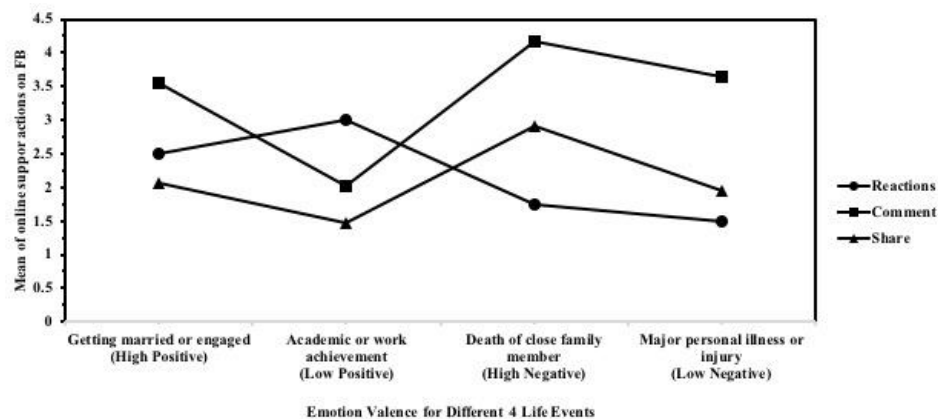 4.5
4
3.5
3
2.5
2
1.5
1
0.5
0
Mean of online suppor actions on FB
Reactions
Comment
Share
Getting married or engaged
(High Positive)
Academic or work
achievement
(Low Positive)
Death of close family
member
(High Negative)
Major personal illness or
injury
(Low Negative)
Emotion Valence for Different 4 Life Events